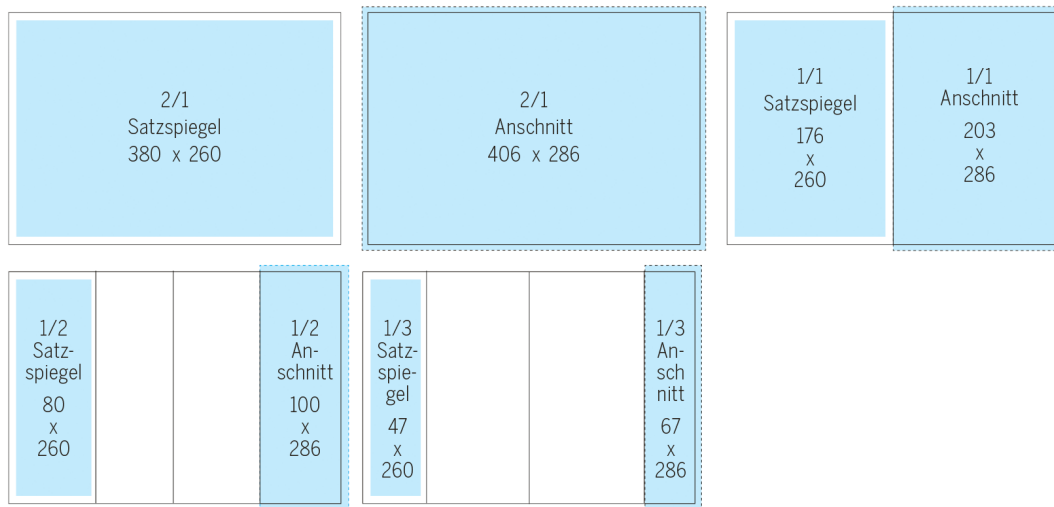 2/1
Satzspiegel
380 x 260
2/1
Anschnitt
406 x 286
1/1
Satzspiegel
176
x
260
1/1
Anschnitt
203
x
286
1/2
Satz-
spiegel
80
x
260
1/2
An-
schnitt
100
x
286
1/3
Satz-
spie-
gel
47
x
260
1/3
An-
sch
nitt
67
x
286